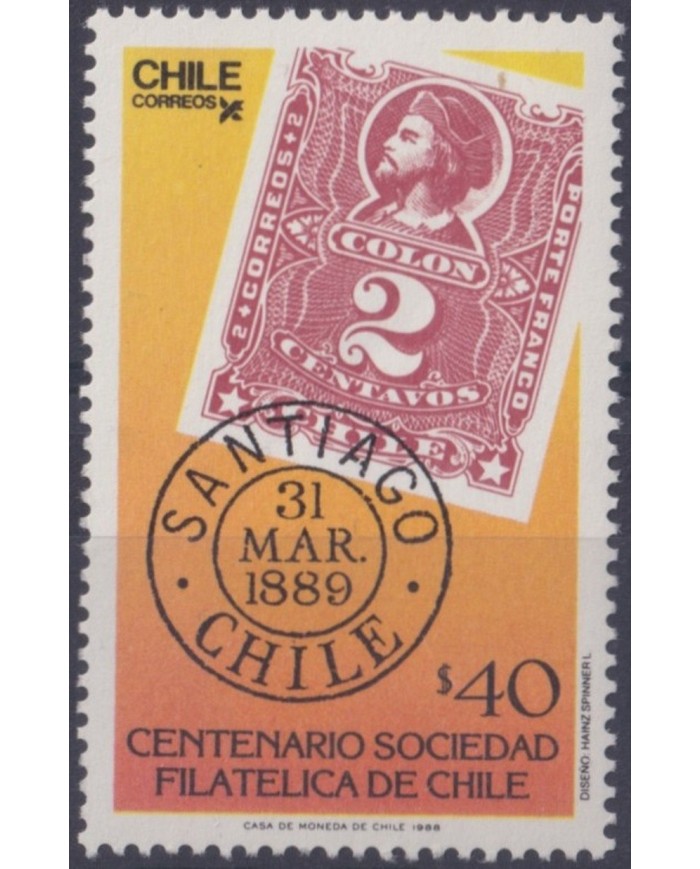 CHILE
CORREOS
2 + CORREOS + 2
PORTE FRANCO
COLON
2
CENTAVOS
CHILE
SANTIAGO
31
MAR.
1889
CHILE
$40
CENTENARIO SOCIEDAD
FILATELICA DE CHILE
DISEÑO: HAINZ SPINNER L.
CASA DE MONEDA DE CHILE 1988